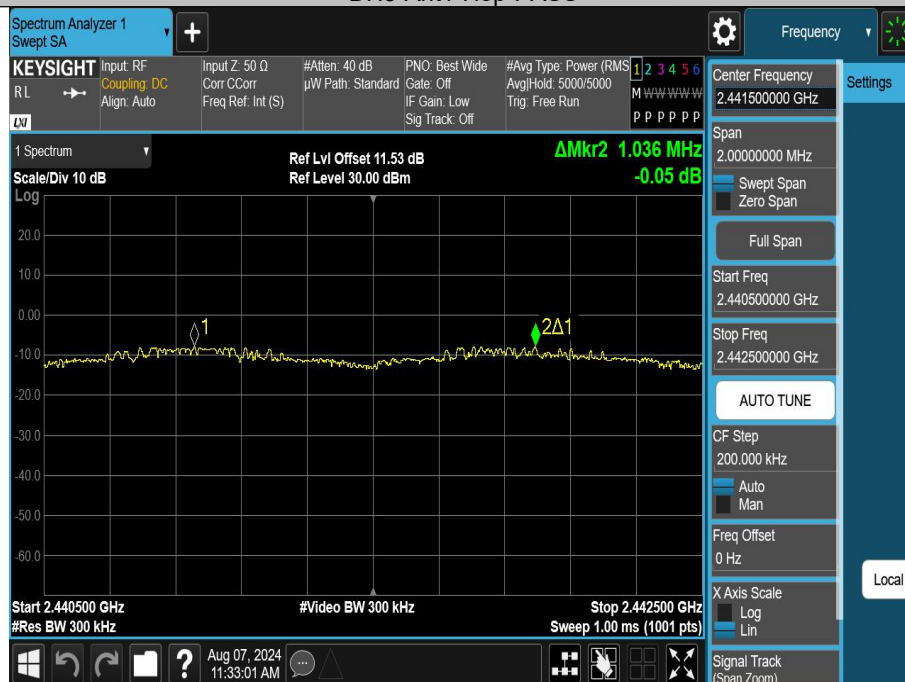 Spectrum Analyzer 1
Swept SA
Frequency
KEYSIGHT
RL
LXI
Input: RF
Coupling: DC
Align: Auto
Input Z: 50 Ω
Corr CCorr
Freq Ref: Int (S)
#Atten: 40 dB
µW Path: Standard
PNO: Best Wide
Gate: Off
IF Gain: Low
Sig Track: Off
#Avg Type: Power (RMS
Avg|Hold: 5000/5000
Trig: Free Run
1 2 3 4 5 6
M W W W W W
P P P P P P
1 Spectrum
Scale/Div 10 dB
Log
Ref Lvl Offset 11.53 dB
Ref Level 30.00 dBm
ΔMkr2 1.036 MHz
-0.05 dB
20.0
10.0
0.00
-10.0
-20.0
-30.0
-40.0
-50.0
-60.0
1
2Δ1
Start 2.440500 GHz
#Res BW 300 kHz
#Video BW 300 kHz
Stop 2.442500 GHz
Sweep 1.00 ms (1001 pts)
Aug 07, 2024
11:33:01 AM
Center Frequency
2.441500000 GHz
Settings
Span
2.00000000 MHz
Swept Span
Zero Span
Full Span
Start Freq
2.440500000 GHz
Stop Freq
2.442500000 GHz
AUTO TUNE
CF Step
200.000 kHz
Auto
Man
Freq Offset
0 Hz
Local
X Axis Scale
Log
Lin
Signal Track
(Span Zoom)